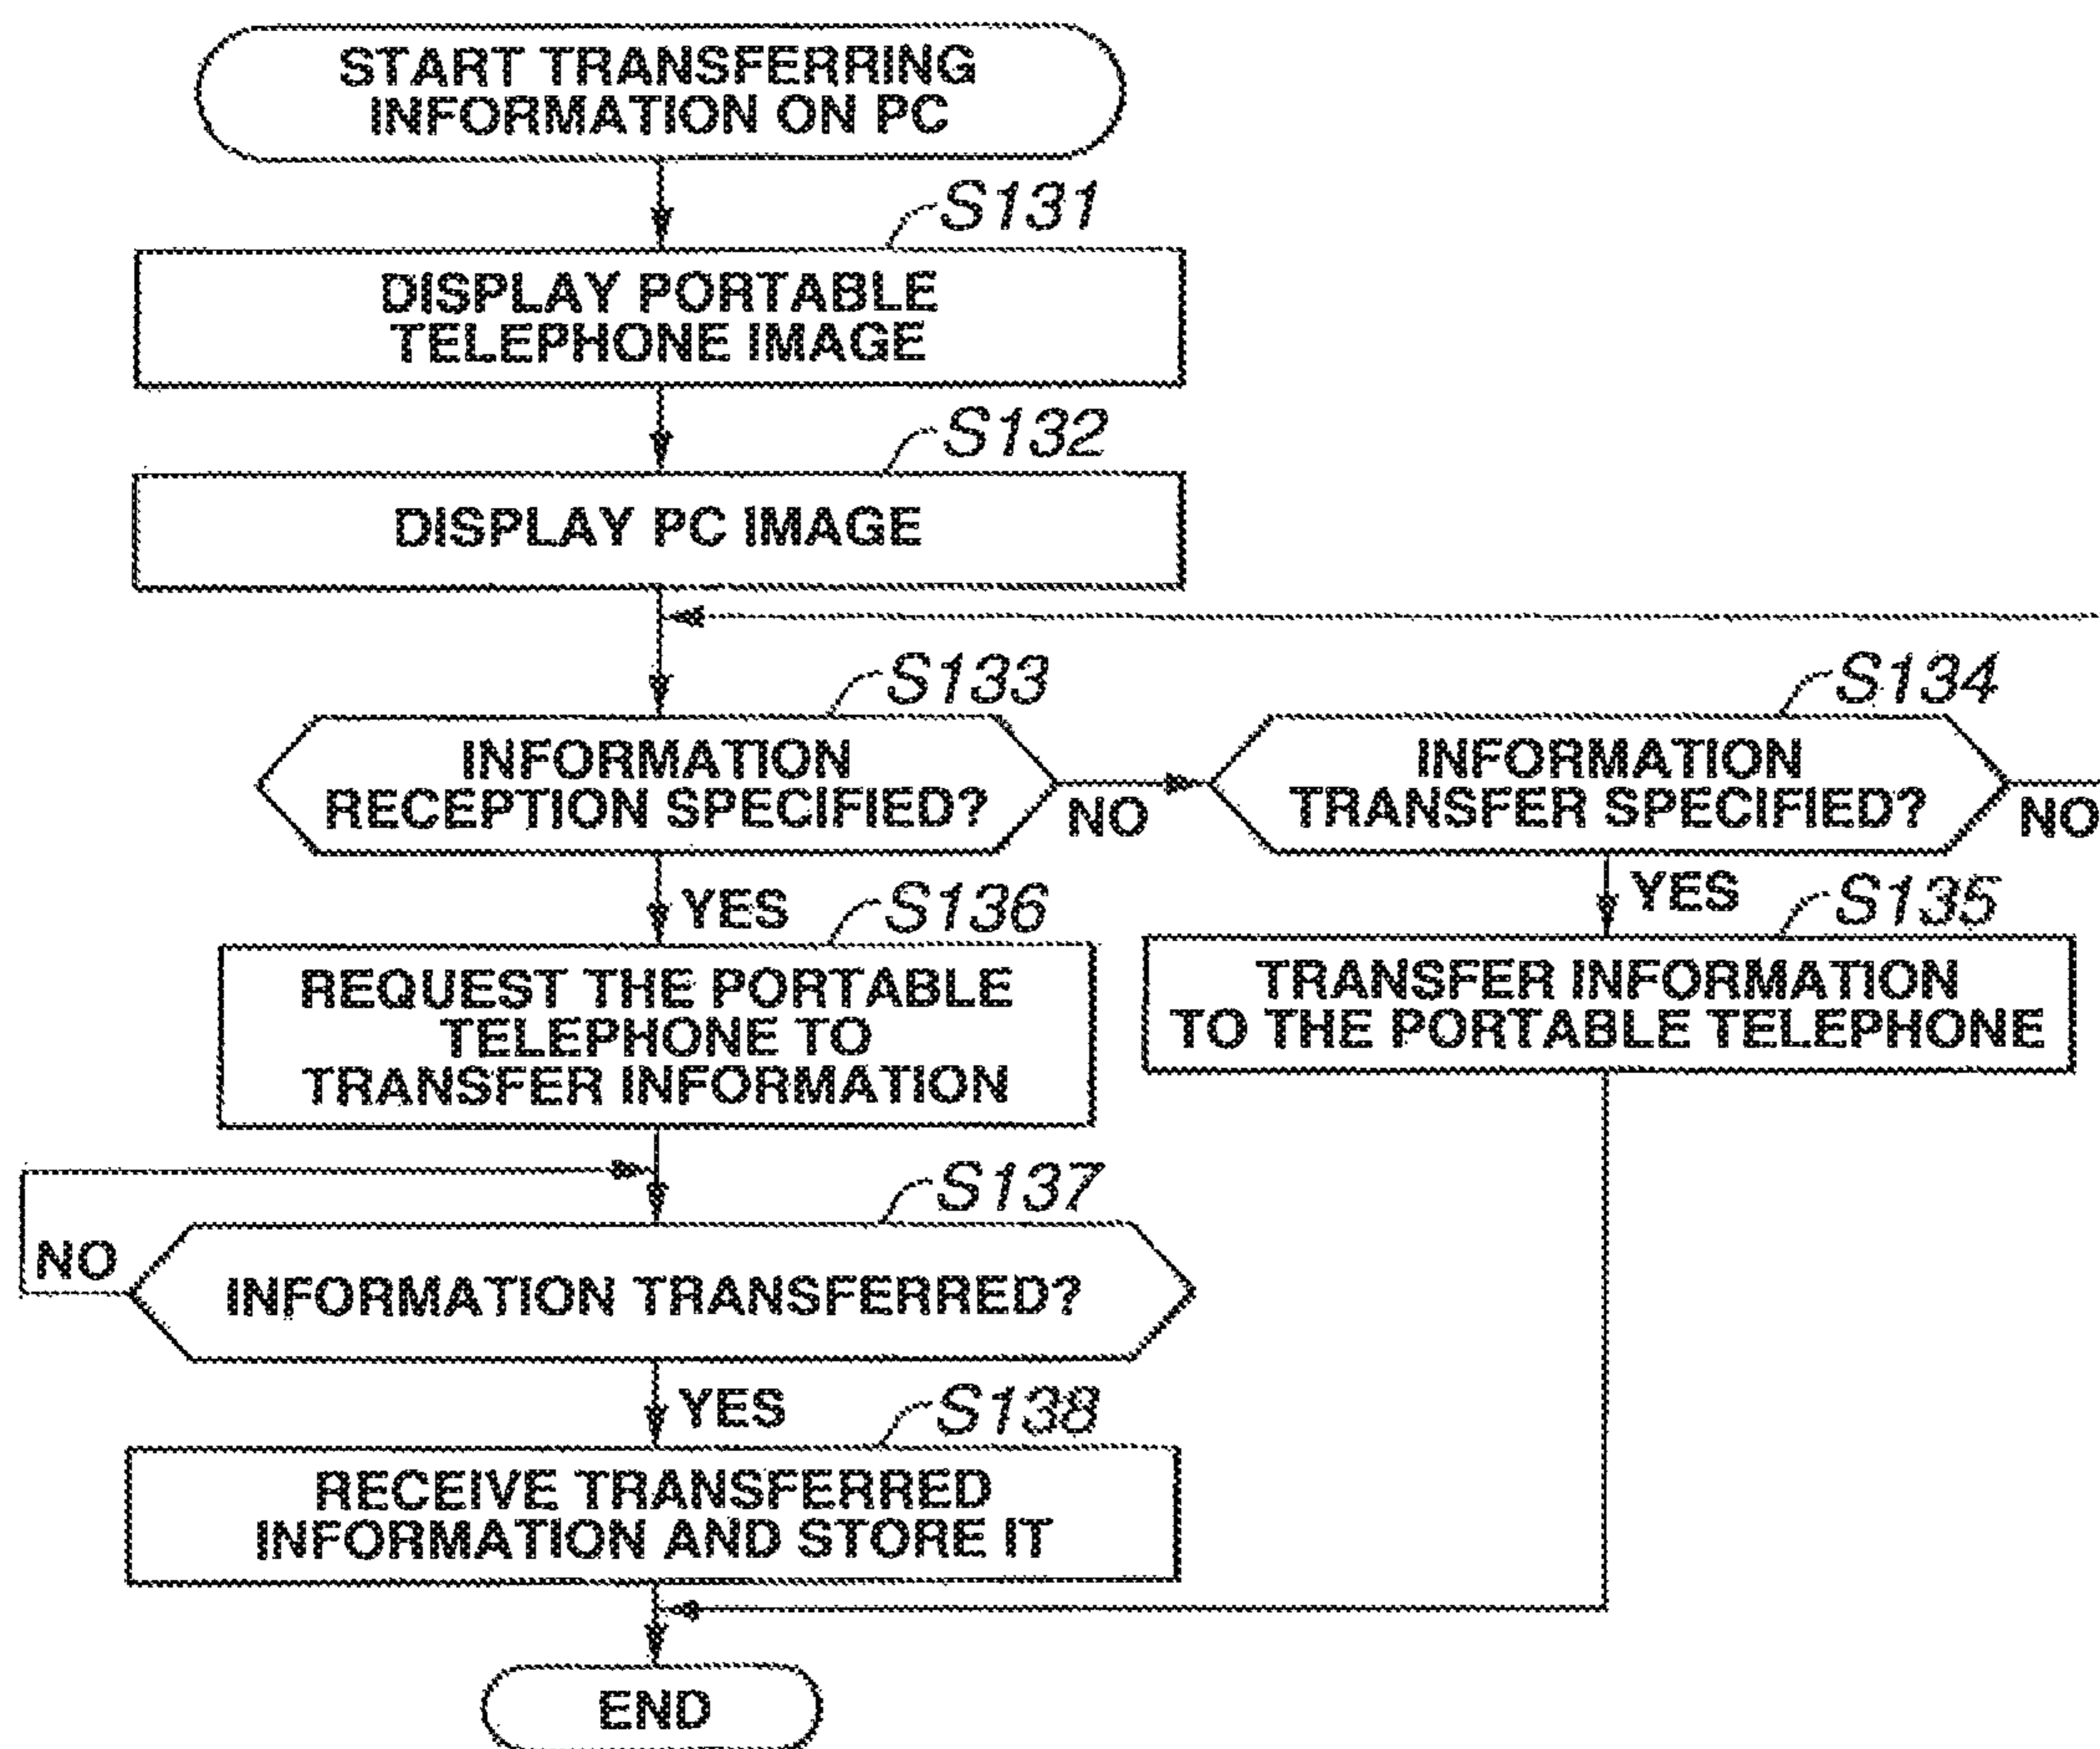 START TRANSFERRING
INFORMATION ON PC
S131
DISPLAY PORTABLE
TELEPHONE IMAGE
S132
DISPLAY PC IMAGE
S133
INFORMATION
RECEPTION SPECIFIED?
NO
S134
INFORMATION
TRANSFER SPECIFIED?
NO
YES
S136
REQUEST THE PORTABLE
TELEPHONE TO
TRANSFER INFORMATION
YES
S135
TRANSFER INFORMATION
TO THE PORTABLE TELEPHONE
S137
NO
INFORMATION TRANSFERRED?
YES
S138
RECEIVE TRANSFERRED
INFORMATION AND STORE IT
END